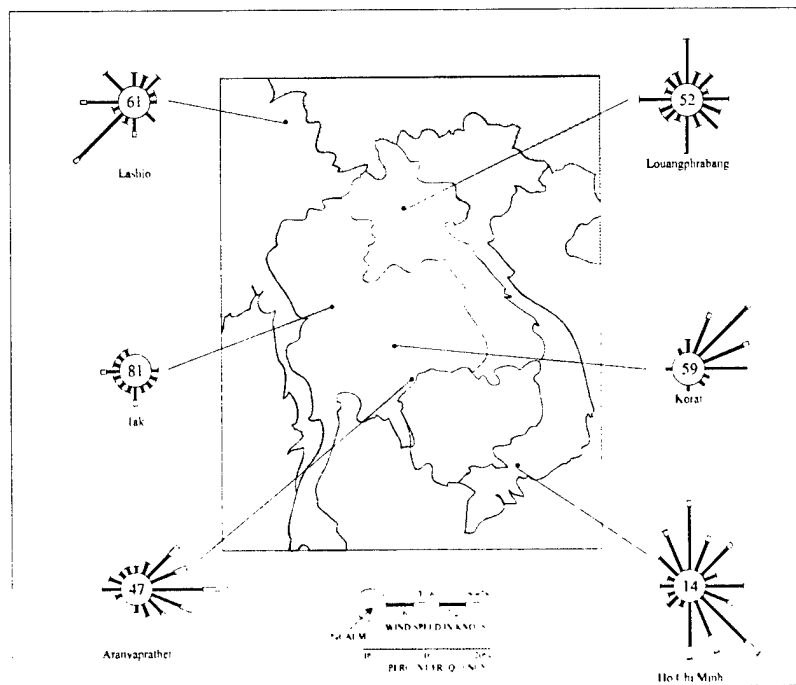 61
Lashio
52
Louangphrabang
81
Tak
59
Korat
47
Aranyaprathet
14
Ho Chi Minh
WIND SPEED IN KNOTS